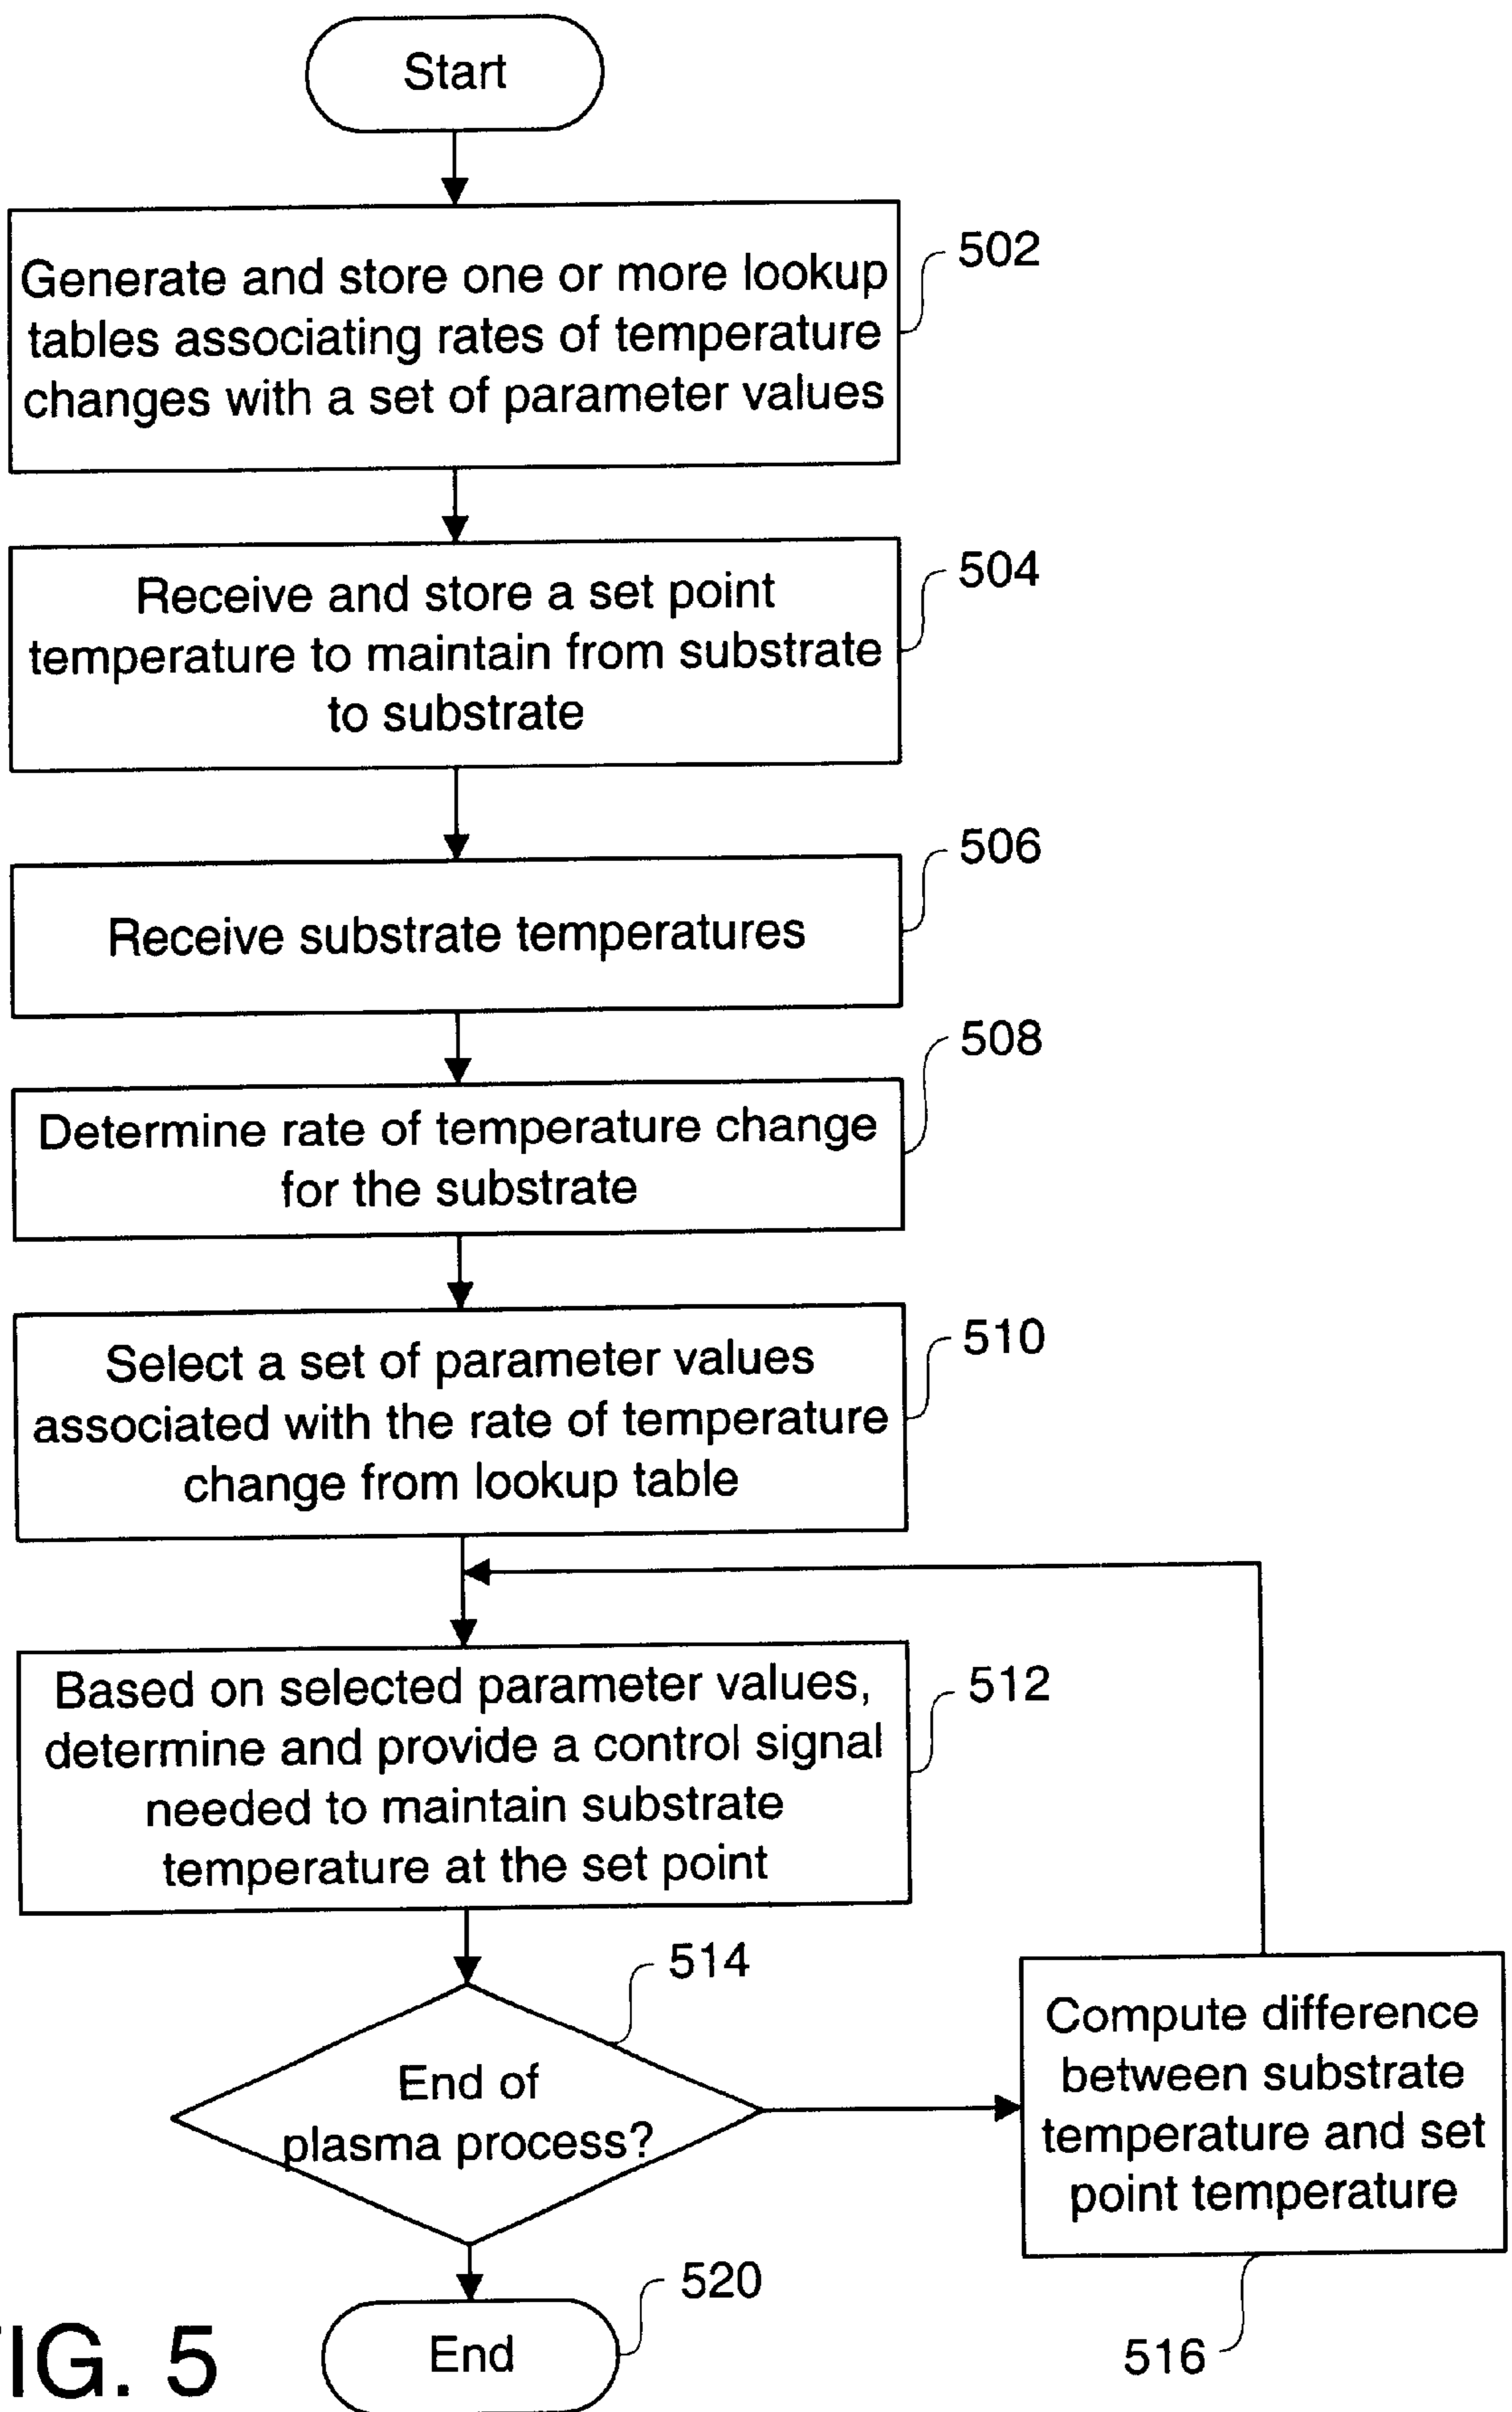 Start
Generate and store one or more lookup
tables associating rates of temperature
changes with a set of parameter values
502
Receive and store a set point
temperature to maintain from substrate
to substrate
504
Receive substrate temperatures
506
Determine rate of temperature change
for the substrate
508
Select a set of parameter values
associated with the rate of temperature
change from lookup table
510
Based on selected parameter values,
determine and provide a control signal
needed to maintain substrate
temperature at the set point
512
End of
plasma process?
514
Compute difference
between substrate
temperature and set
point temperature
516
End
520
IG. 5